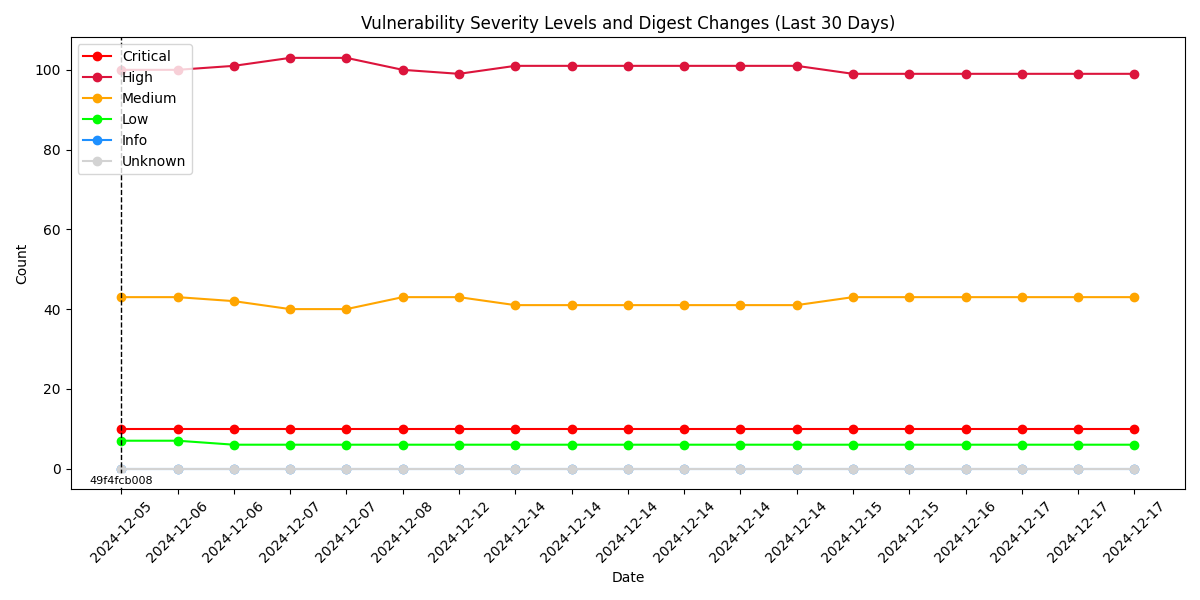 Vulnerability Severity Levels and Digest Changes (Last 30 Days)
Critical
High
Medium
Low
Info
Unknown
100
80
60
40
20
0
Count
49f4fcb008
2024-12-05
2024-12-06
2024-12-06
2024-12-07
2024-12-07
2024-12-08
2024-12-12
2024-12-14
2024-12-14
2024-12-14
2024-12-14
2024-12-14
2024-12-14
2024-12-15
2024-12-15
2024-12-16
2024-12-17
2024-12-17
2024-12-17
Date